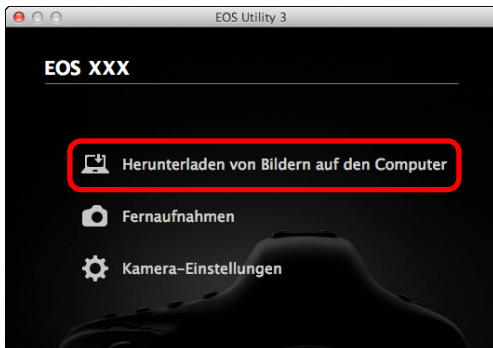 EOS Utility 3
EOS XXX
Herunterladen von Bildern auf den Computer
Fernaufnahmen
Kamera-Einstellungen